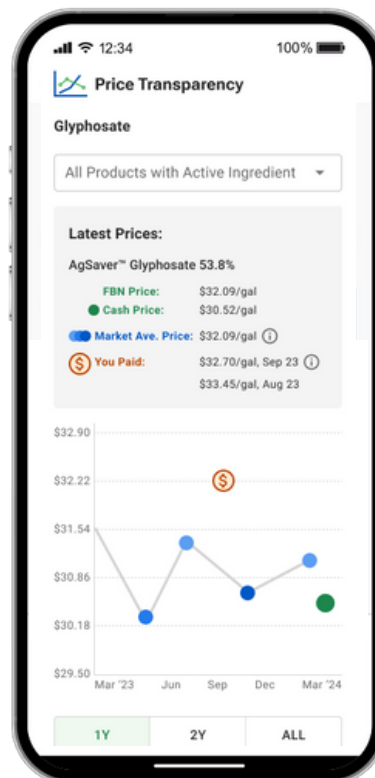 12:34 100%
Price Transparency
Glyphosate
All Products with Active Ingredient
Latest Prices:
AgSaver™ Glyphosate 53.8%
FBN Price: $32.09/gal
Cash Price: $30.52/gal
Market Ave. Price: $32.09/gal
You Paid: $32.70/gal, Sep 23
$33.45/gal, Aug 23
$32.90
$32.22
$31.54
$30.86
$30.18
$29.50
Mar '23 Jun Sep Dec Mar '24
1Y 2Y ALL